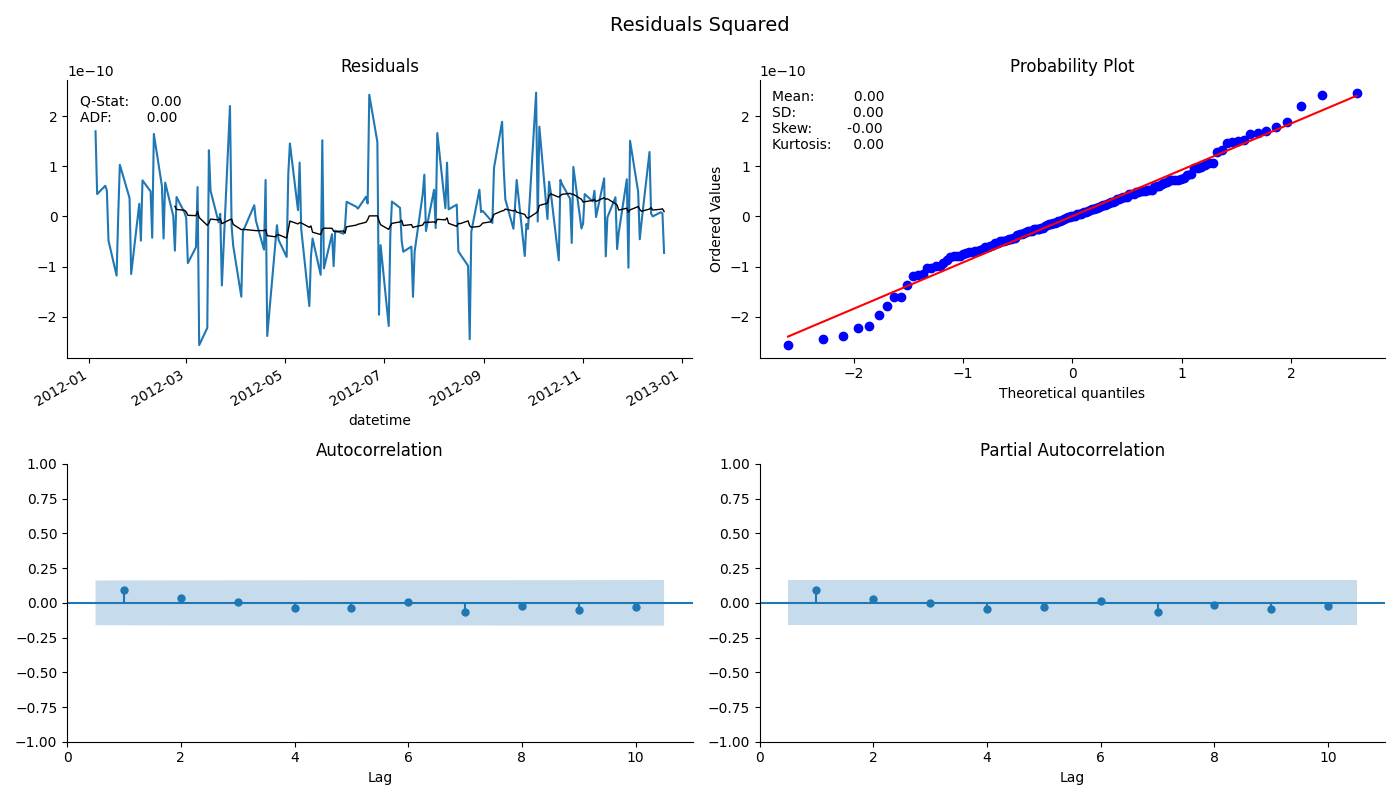 Residuals Squared
Residuals
1e−10
Q-Stat: 0.00
ADF: 0.00
2
1
0
−1
−2
2012-01
2012-03
2012-05
2012-07
2012-09
2012-11
2013-01
datetime
Probability Plot
1e−10
Mean: 0.00
SD: 0.00
Skew: -0.00
Kurtosis: 0.00
Ordered Values
2
1
0
−1
−2
−2
−1
0
1
2
Theoretical quantiles
Autocorrelation
1.00
0.75
0.50
0.25
0.00
−0.25
−0.50
−0.75
−1.00
0
2
4
6
8
10
Lag
Partial Autocorrelation
1.00
0.75
0.50
0.25
0.00
−0.25
−0.50
−0.75
−1.00
0
2
4
6
8
10
Lag